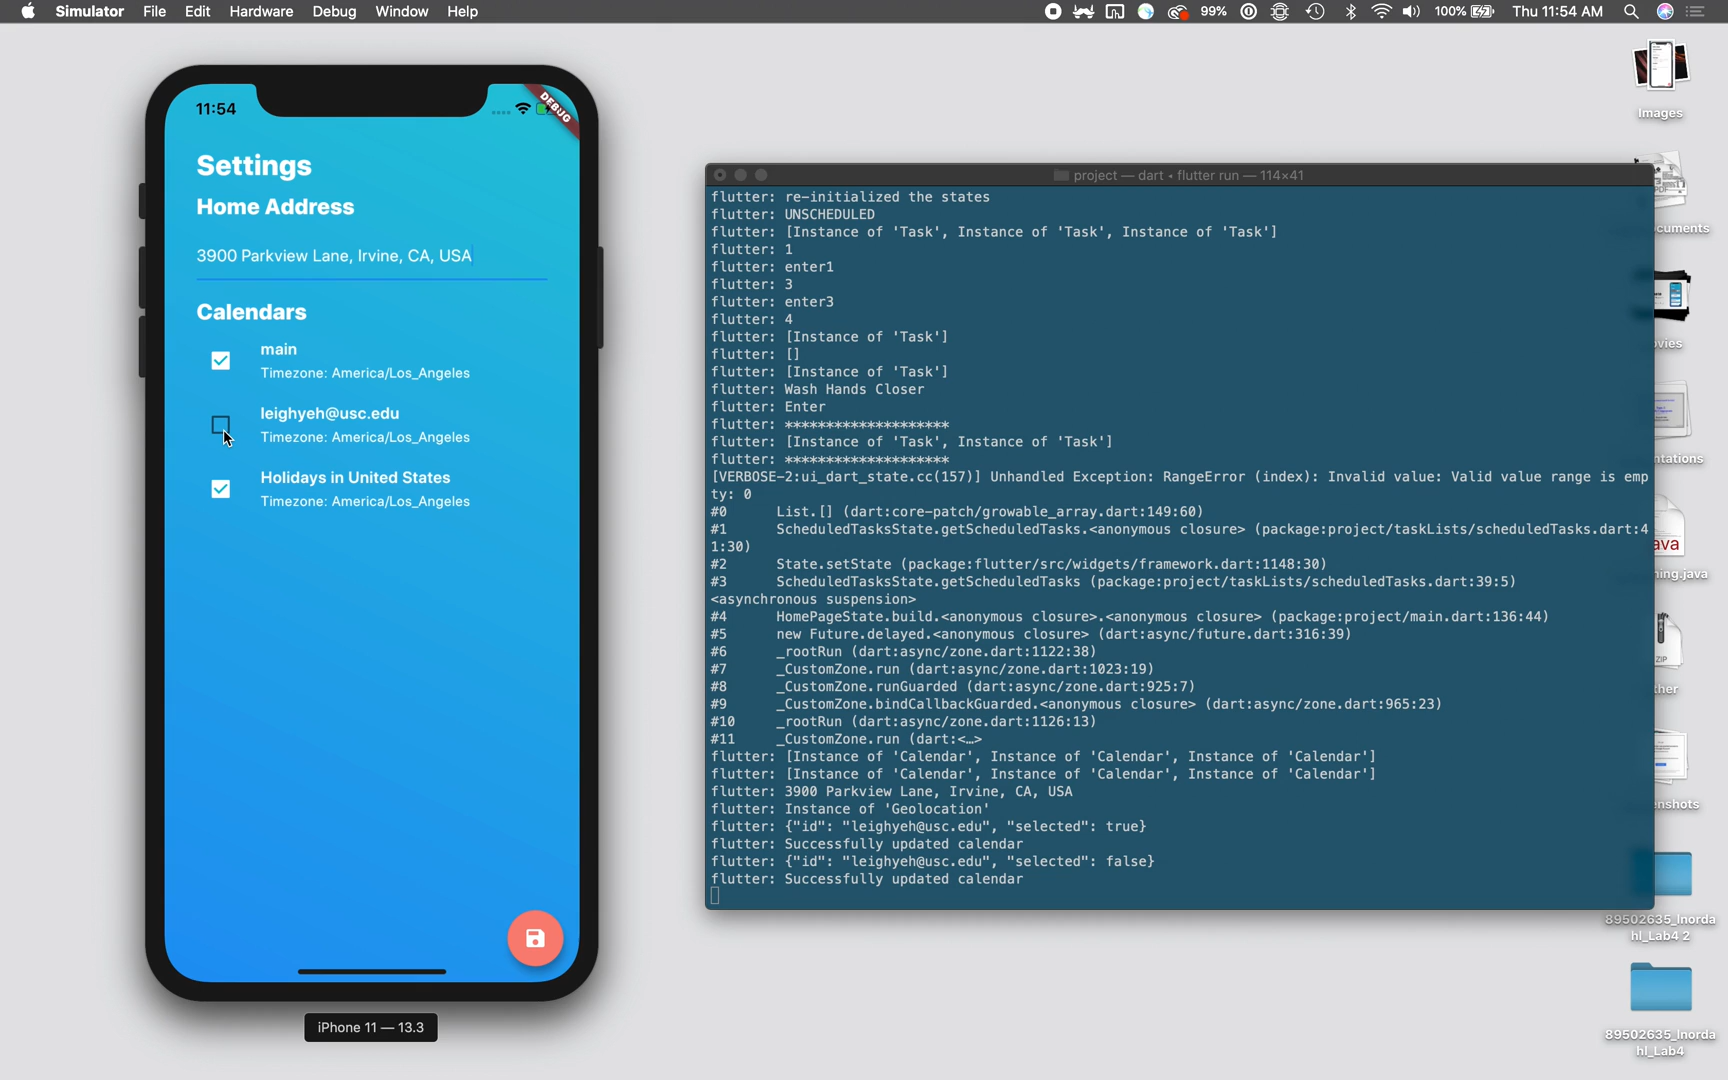 Simulator File Edit Hardware Debug Window Help
99% 100% Thu 11:54 AM
11:54
DEBUG
Settings
Home Address
3900 Parkview Lane, Irvine, CA, USA
Calendars
main
Timezone: America/Los_Angeles
leighyeh@usc.edu
Timezone: America/Los_Angeles
Holidays in United States
Timezone: America/Los_Angeles
iPhone 11 — 13.3
project — dart ◂ flutter run — 114×41
flutter: re-initialized the states
flutter: UNSCHEDULED
flutter: [Instance of 'Task', Instance of 'Task', Instance of 'Task']
flutter: 1
flutter: enter1
flutter: 3
flutter: enter3
flutter: 4
flutter: [Instance of 'Task']
flutter: []
flutter: [Instance of 'Task']
flutter: Wash Hands Closer
flutter: Enter
flutter: ********************
flutter: [Instance of 'Task', Instance of 'Task']
flutter: ********************
[VERBOSE-2:ui_dart_state.cc(157)] Unhandled Exception: RangeError (index): Invalid value: Valid value range is emp
ty: 0
#0      List.[] (dart:core-patch/growable_array.dart:149:60)
#1      ScheduledTasksState.getScheduledTasks.<anonymous closure> (package:project/taskLists/scheduledTasks.dart:4
1:30)
#2      State.setState (package:flutter/src/widgets/framework.dart:1148:30)
#3      ScheduledTasksState.getScheduledTasks (package:project/taskLists/scheduledTasks.dart:39:5)
<asynchronous suspension>
#4      HomePageState.build.<anonymous closure>.<anonymous closure> (package:project/main.dart:136:44)
#5      new Future.delayed.<anonymous closure> (dart:async/future.dart:316:39)
#6      _rootRun (dart:async/zone.dart:1122:38)
#7      _CustomZone.run (dart:async/zone.dart:1023:19)
#8      _CustomZone.runGuarded (dart:async/zone.dart:925:7)
#9      _CustomZone.bindCallbackGuarded.<anonymous closure> (dart:async/zone.dart:965:23)
#10     _rootRun (dart:async/zone.dart:1126:13)
#11     _CustomZone.run (dart:<…>
flutter: [Instance of 'Calendar', Instance of 'Calendar', Instance of 'Calendar']
flutter: [Instance of 'Calendar', Instance of 'Calendar', Instance of 'Calendar']
flutter: 3900 Parkview Lane, Irvine, CA, USA
flutter: Instance of 'Geolocation'
flutter: {"id": "leighyeh@usc.edu", "selected": true}
flutter: Successfully updated calendar
flutter: {"id": "leighyeh@usc.edu", "selected": false}
flutter: Successfully updated calendar
Images
PDF
cuments
vies
ntations
ava
ing.java
ZIP
her
enshots
89502635_lnorda
hl_Lab4 2
89502635_lnorda
hl_Lab4